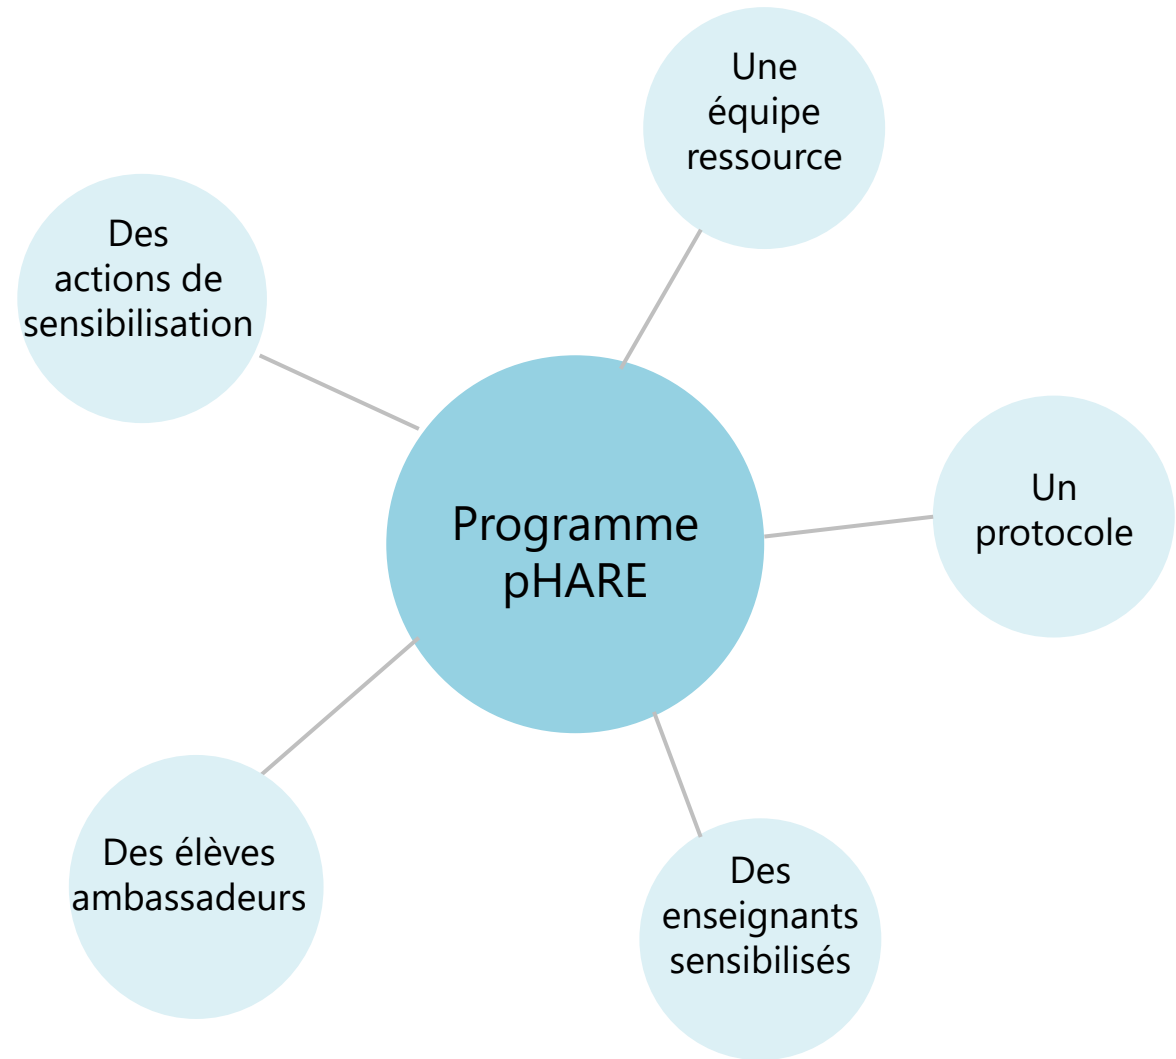 Une
équipe
ressource
Des
actions de
sensibilisation
Un
protocole
Programme
pHARE
Des élèves
ambassadeurs
Des
enseignants
sensibilisés